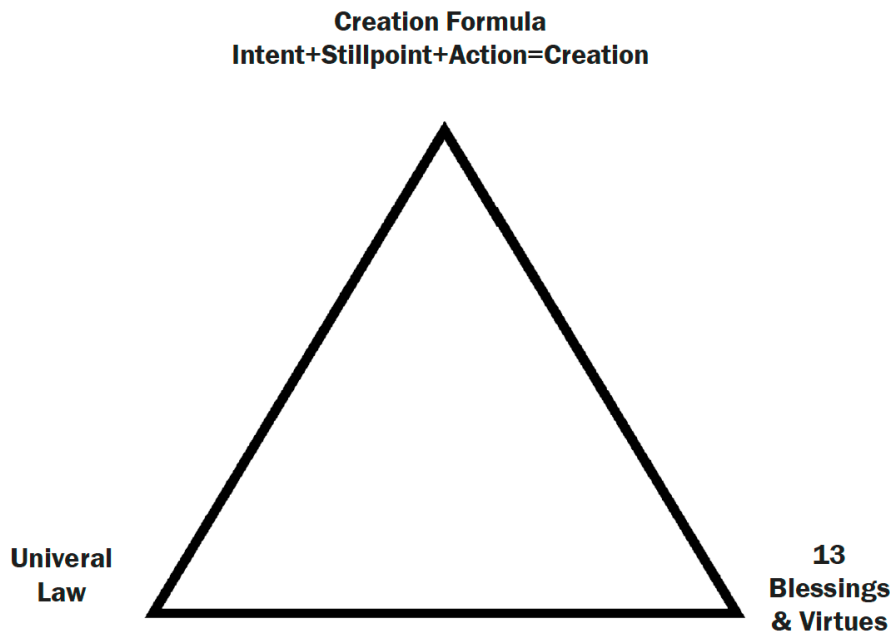 Creation Formula
Intent+Stillpoint+Action=Creation
Univeral
Law
13
Blessings
& Virtues